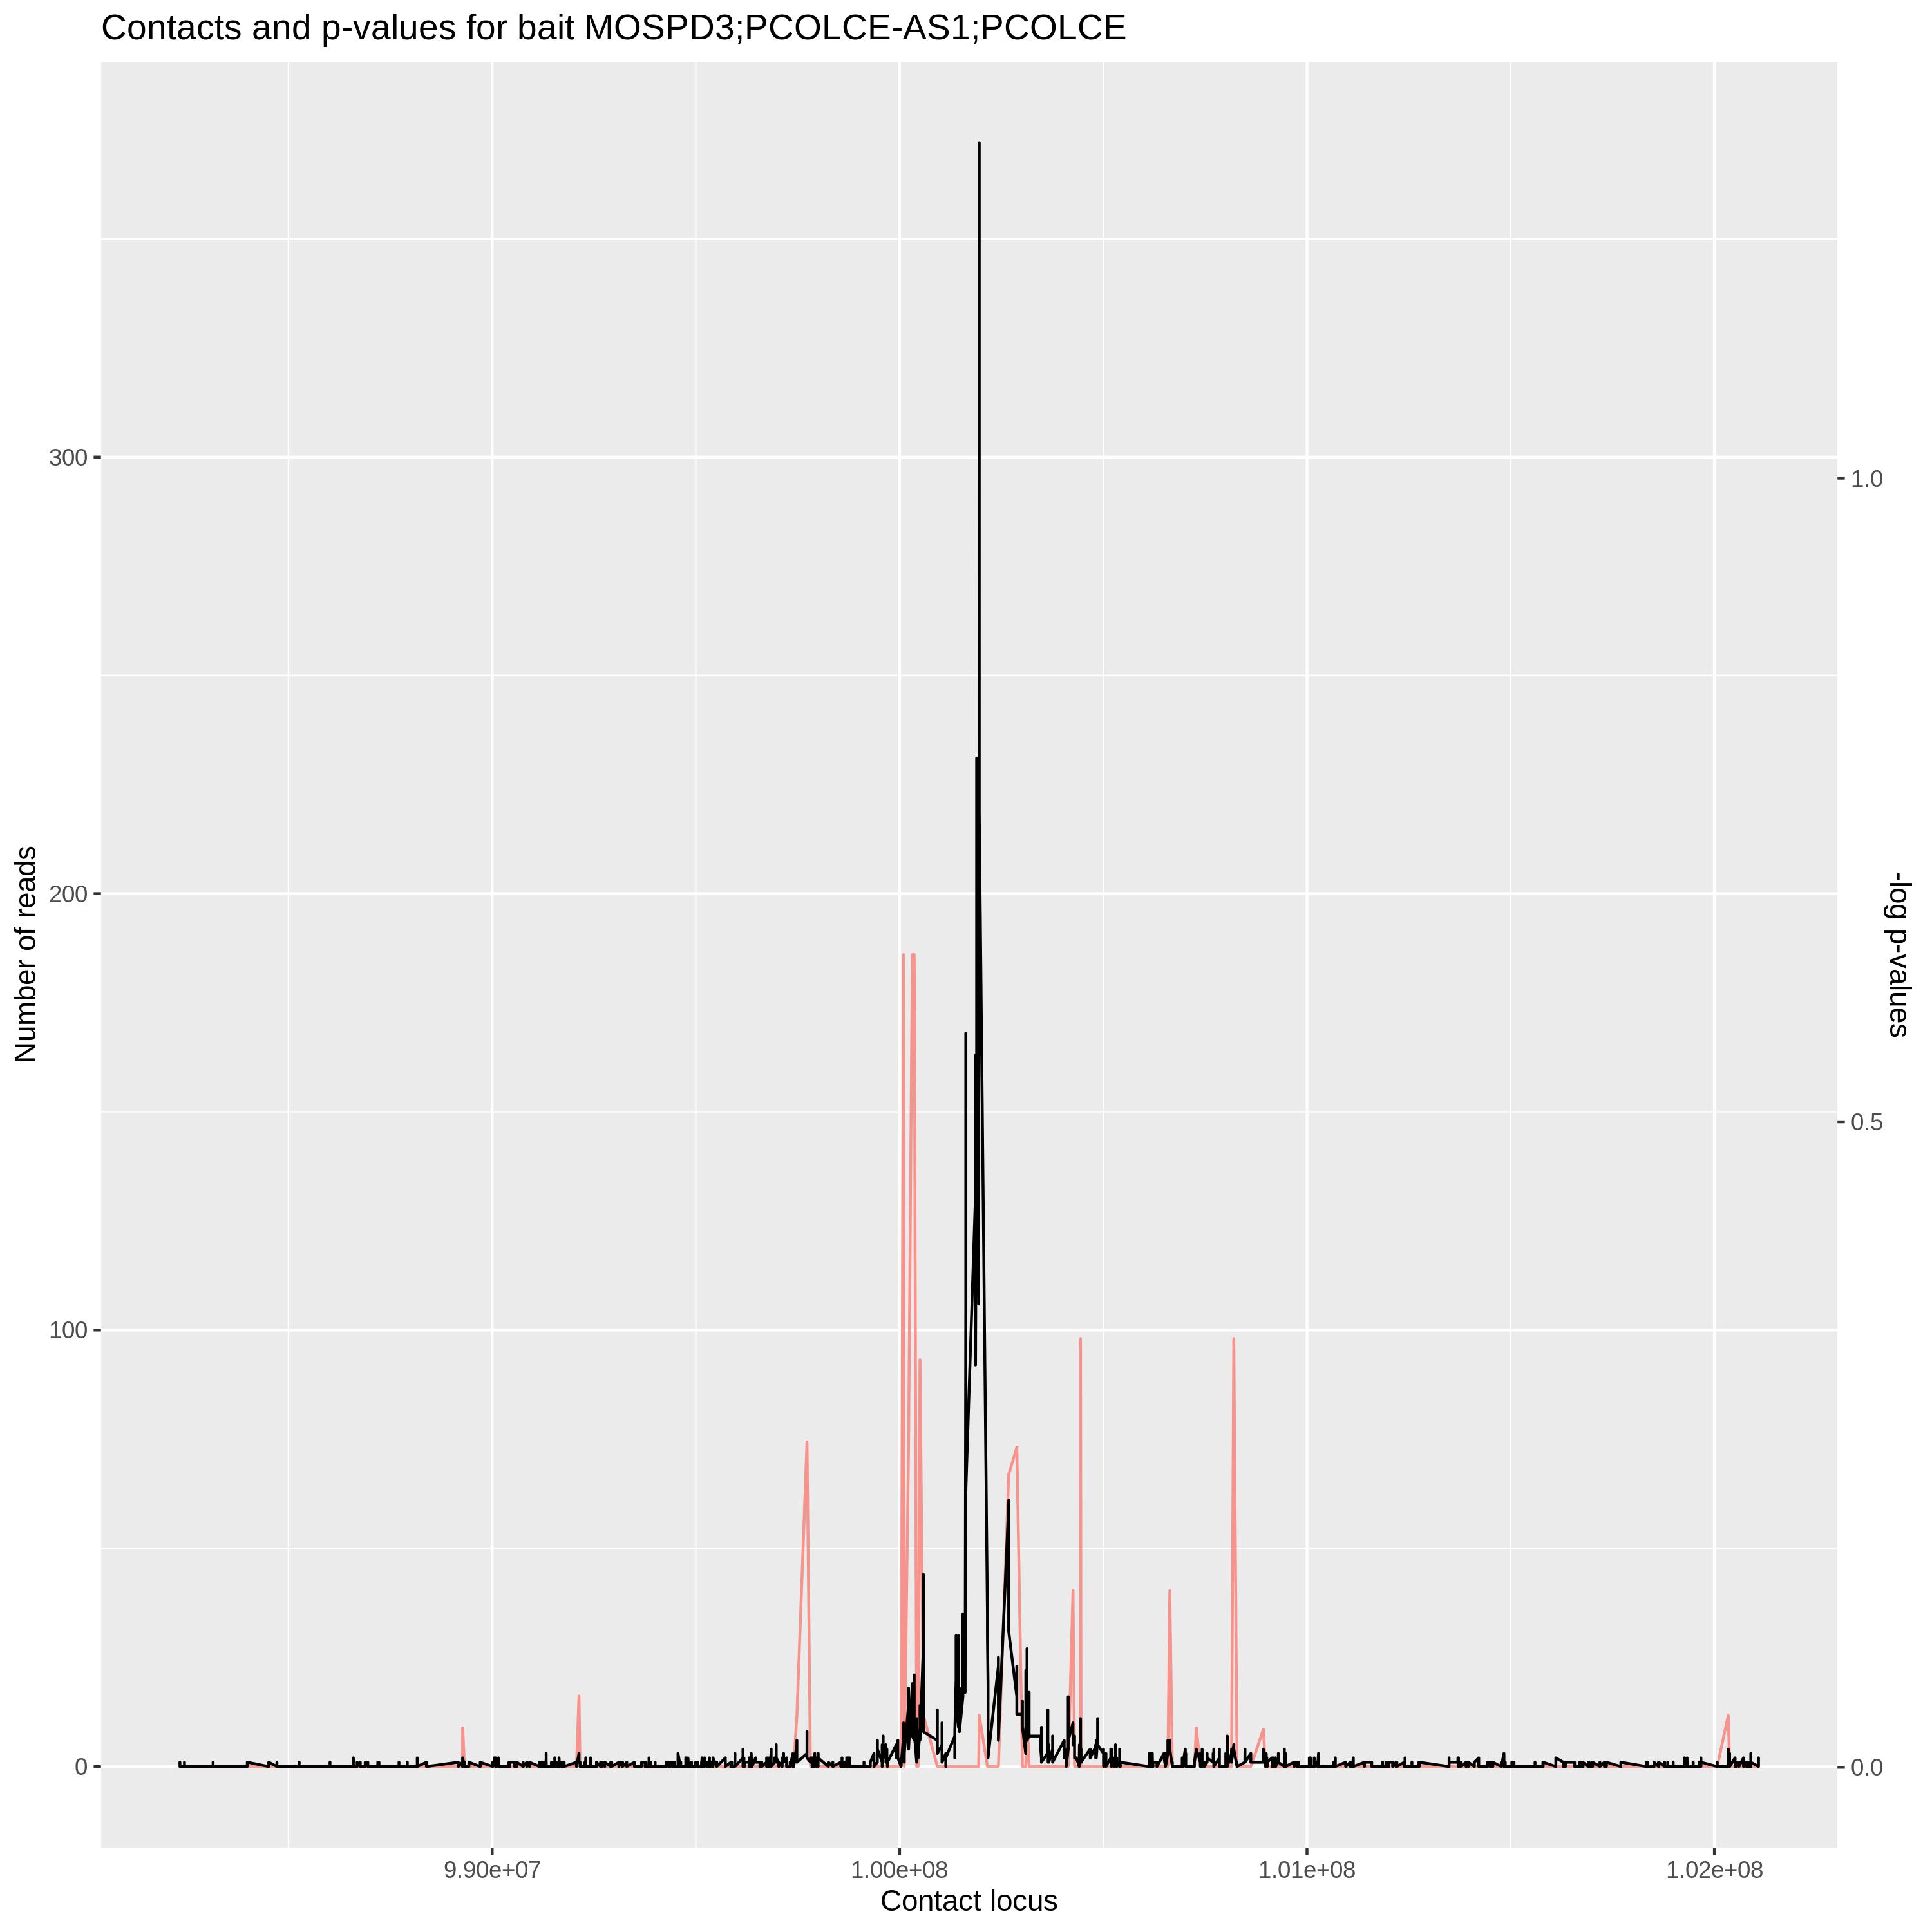 Contacts and p-values for bait MOSPD3;PCOLCE-AS1;PCOLCE
300
200
100
0
Number of reads
1.0
0.5
0.0
-log p-values
9.90e+07
1.00e+08
1.01e+08
1.02e+08
Contact locus